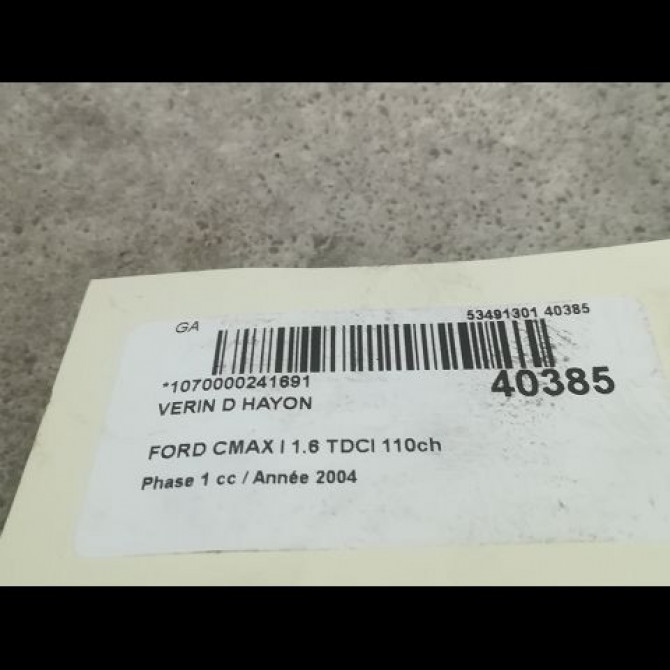 GA
53491301 40385
*1070000241691
40385
VERIN D HAYON
FORD CMAX I 1.6 TDCI 110ch
Phase 1 cc / Année 2004